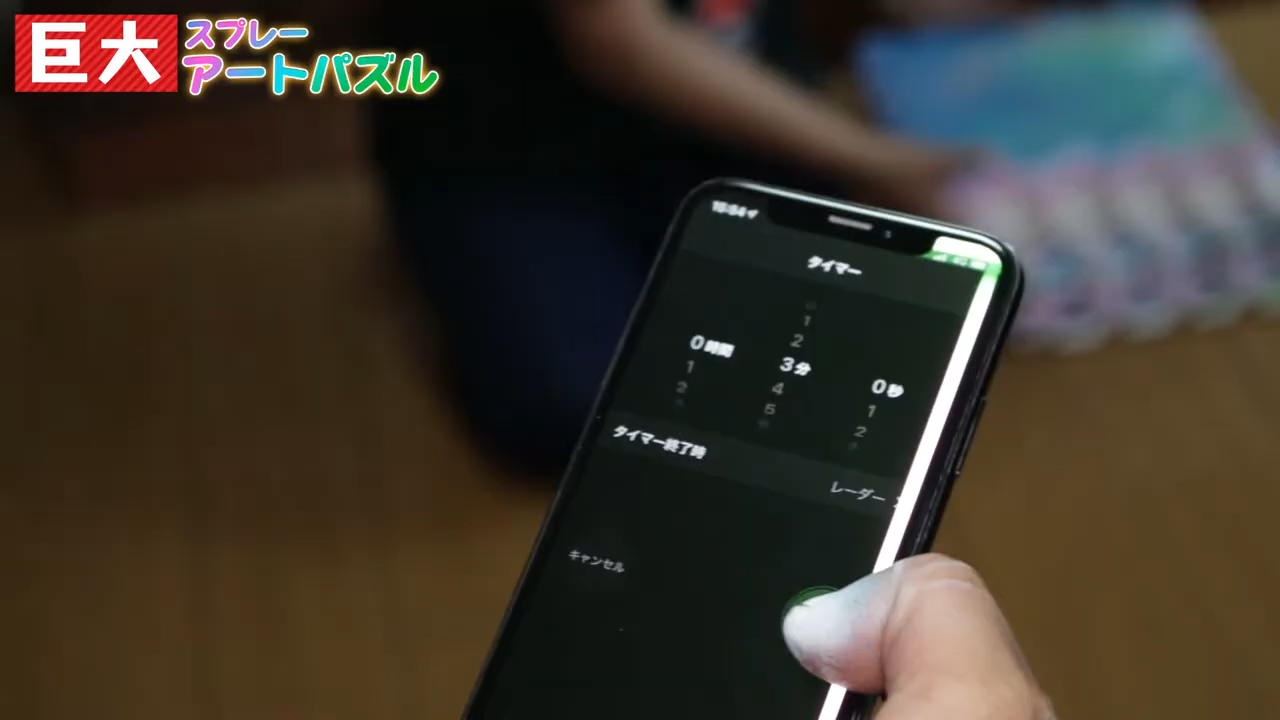 巨大
スプレー
アートパズル
タイマー
1
2
0時間 3分 0秒
1 4 1
2 5 2
タイマー終了時
レーダー
キャンセル